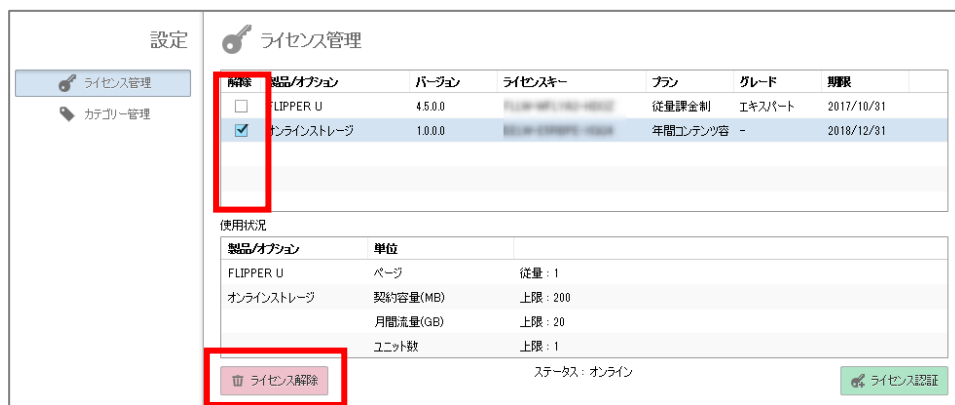 設定
ライセンス管理
カテゴリー管理
ライセンス管理
解除 製品/オプション バージョン ライセンスキー プラン グレード 期限
FLIPPER U 4.5.0.0 従量課金制 エキスパート 2017/10/31
オンラインストレージ 1.0.0.0 年間コンテンツ容 - 2018/12/31
使用状況
製品/オプション 単位
FLIPPER U ページ 従量：1
オンラインストレージ 契約容量(MB) 上限：200
月間流量(GB) 上限：20
ユニット数 上限：1
ライセンス解除 ステータス：オンライン ライセンス認証